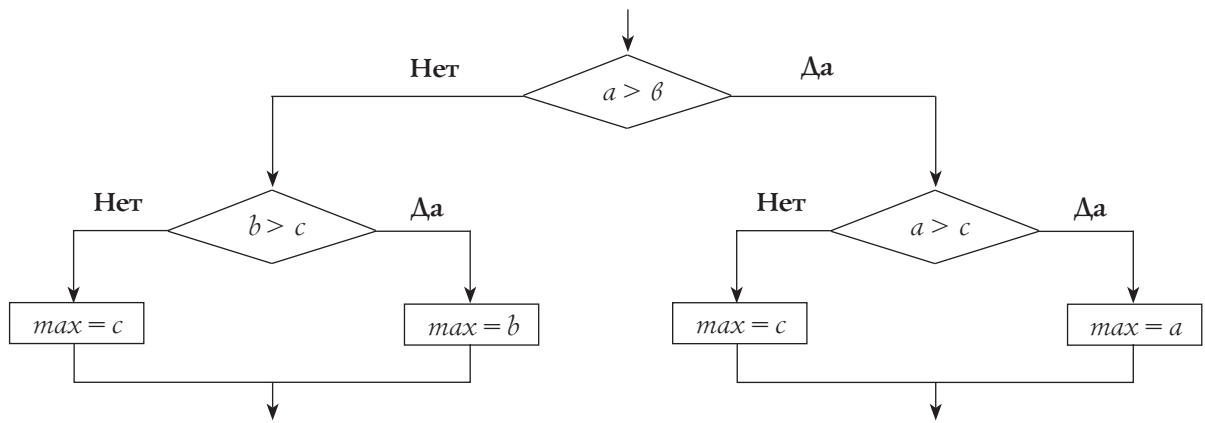 Нет
Да
a > в
Нет
Да
Нет
Да
b > c
a > c
max = c
max = b
max = c
max = a